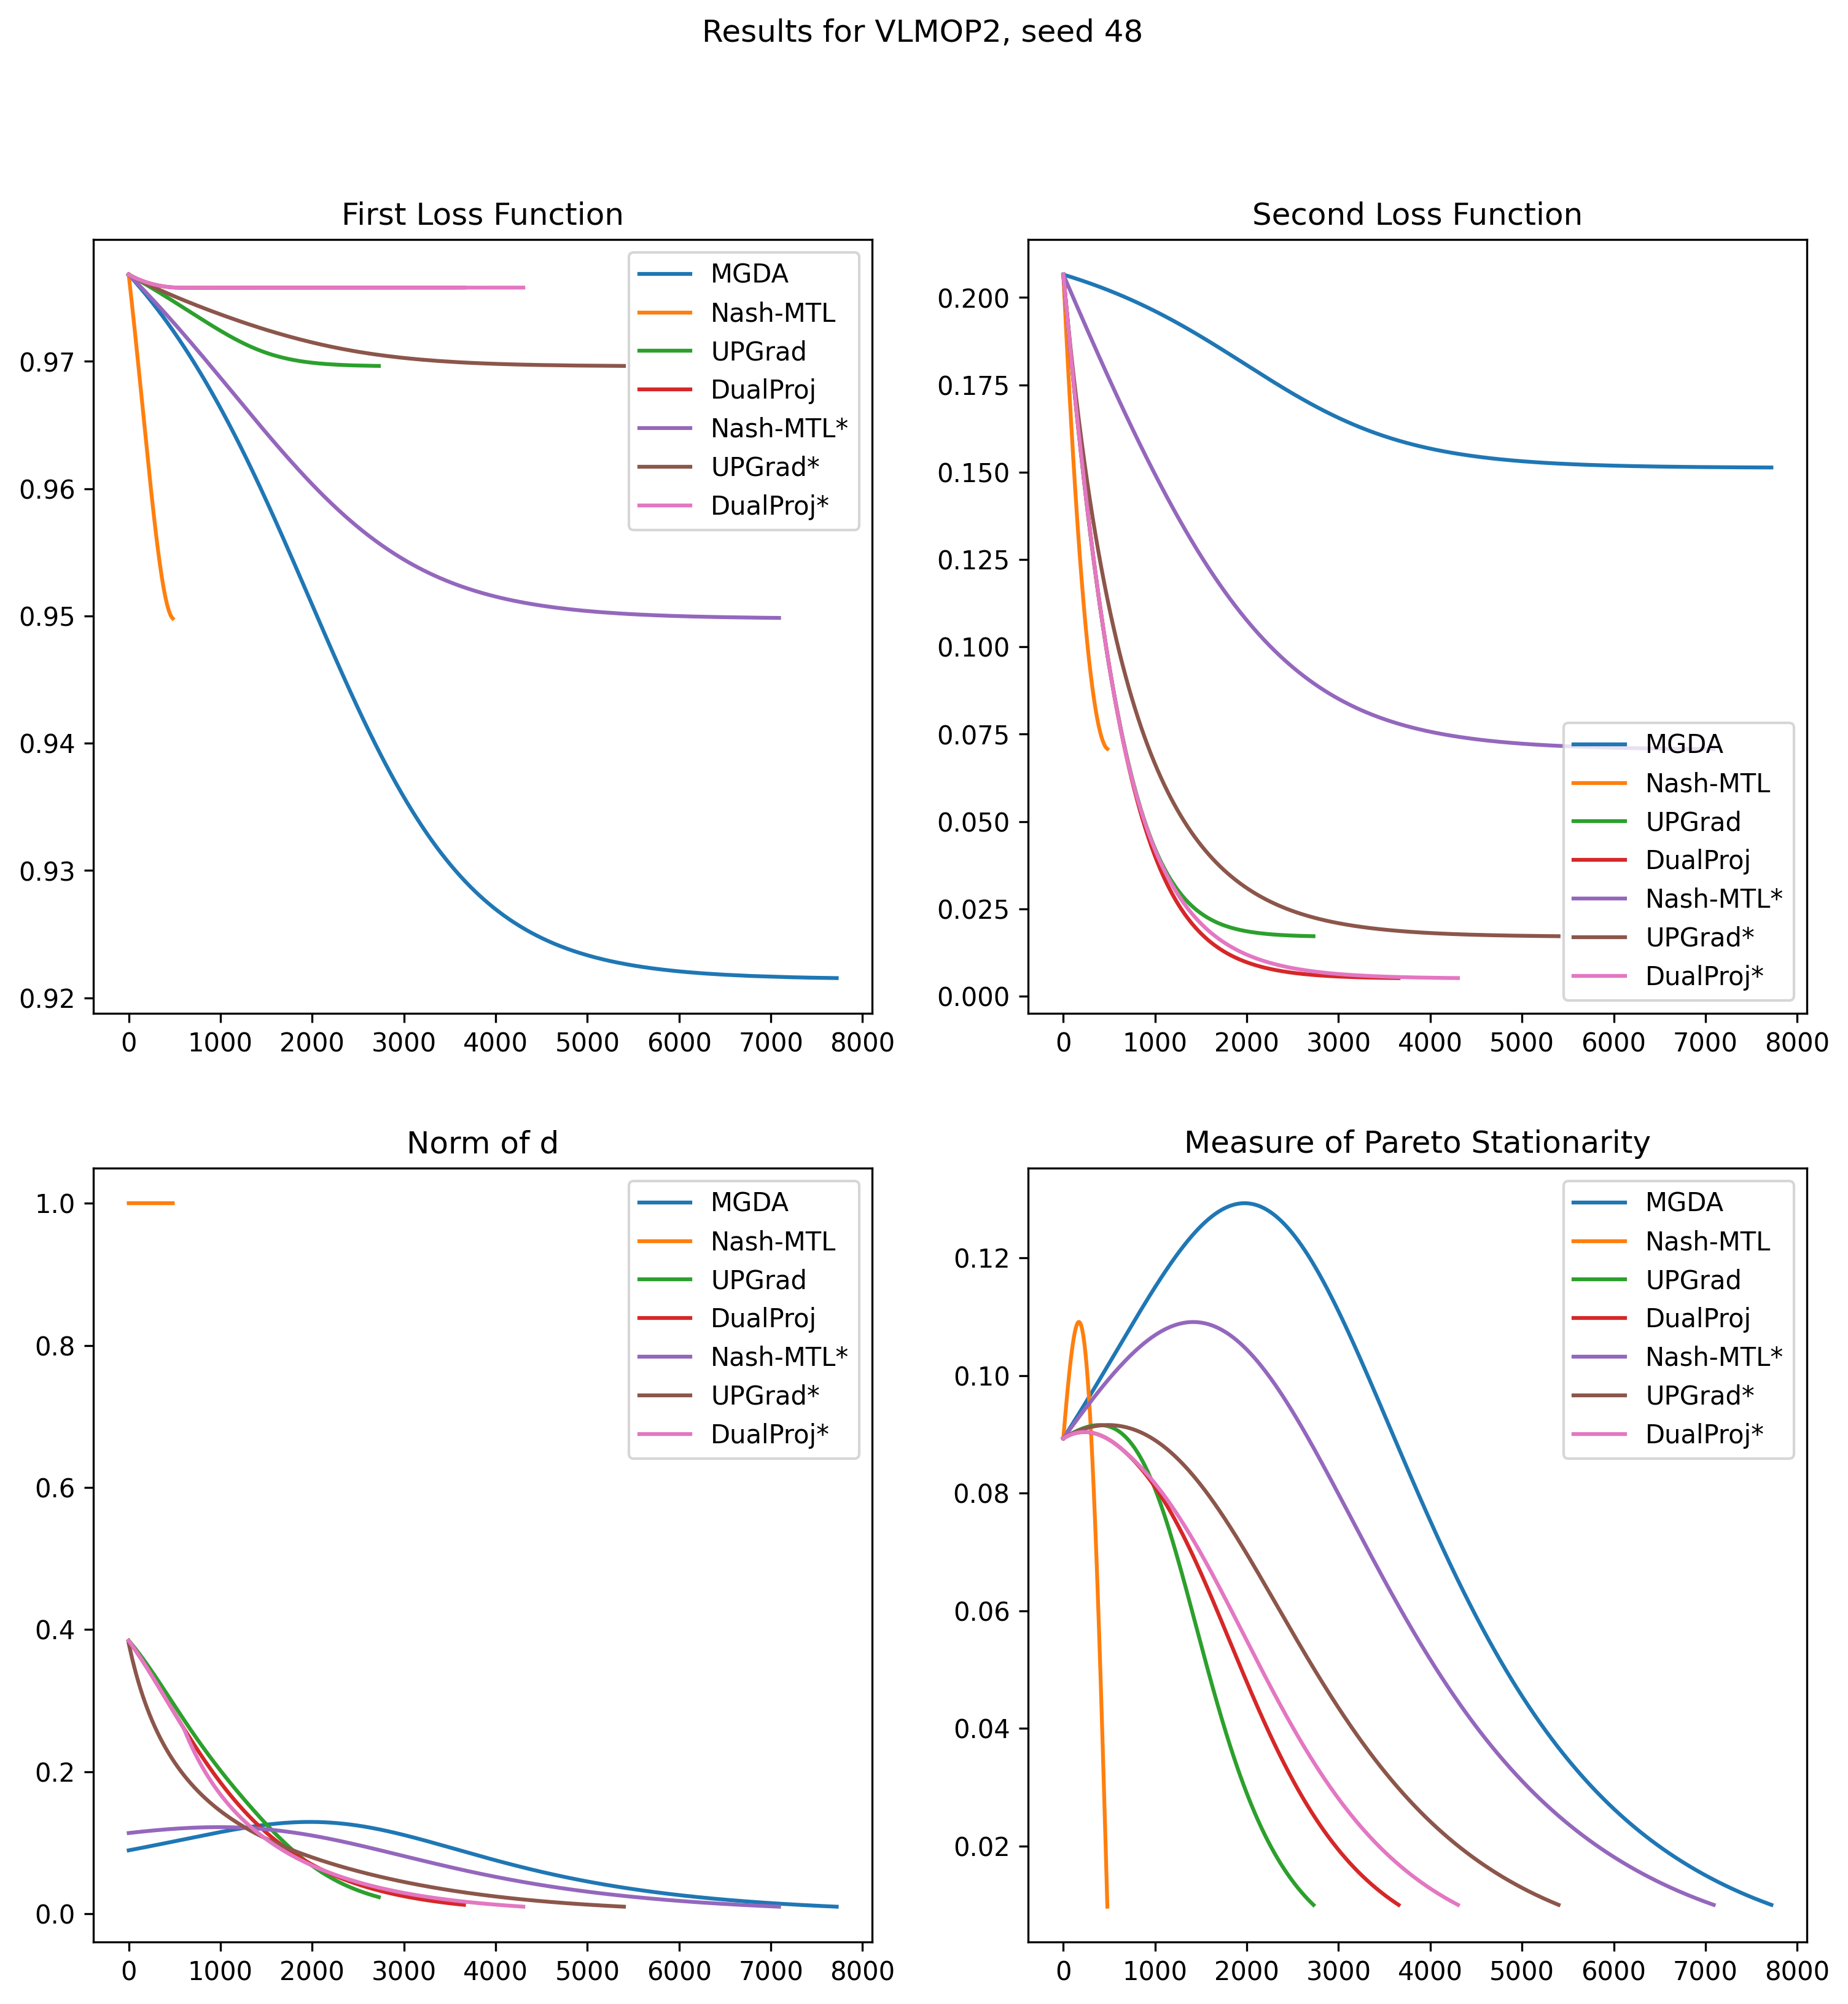 Results for VLMOP2, seed 48
First Loss Function
0.97
0.96
0.95
0.94
0.93
0.92
0 1000 2000 3000 4000 5000 6000 7000 8000
MGDA
Nash-MTL
UPGrad
DualProj
Nash-MTL*
UPGrad*
DualProj*
Second Loss Function
0.200
0.175
0.150
0.125
0.100
0.075
0.050
0.025
0.000
0 1000 2000 3000 4000 5000 6000 7000 8000
MGDA
Nash-MTL
UPGrad
DualProj
Nash-MTL*
UPGrad*
DualProj*
Norm of d
1.0
0.8
0.6
0.4
0.2
0.0
0 1000 2000 3000 4000 5000 6000 7000 8000
MGDA
Nash-MTL
UPGrad
DualProj
Nash-MTL*
UPGrad*
DualProj*
Measure of Pareto Stationarity
0.12
0.10
0.08
0.06
0.04
0.02
0 1000 2000 3000 4000 5000 6000 7000 8000
MGDA
Nash-MTL
UPGrad
DualProj
Nash-MTL*
UPGrad*
DualProj*